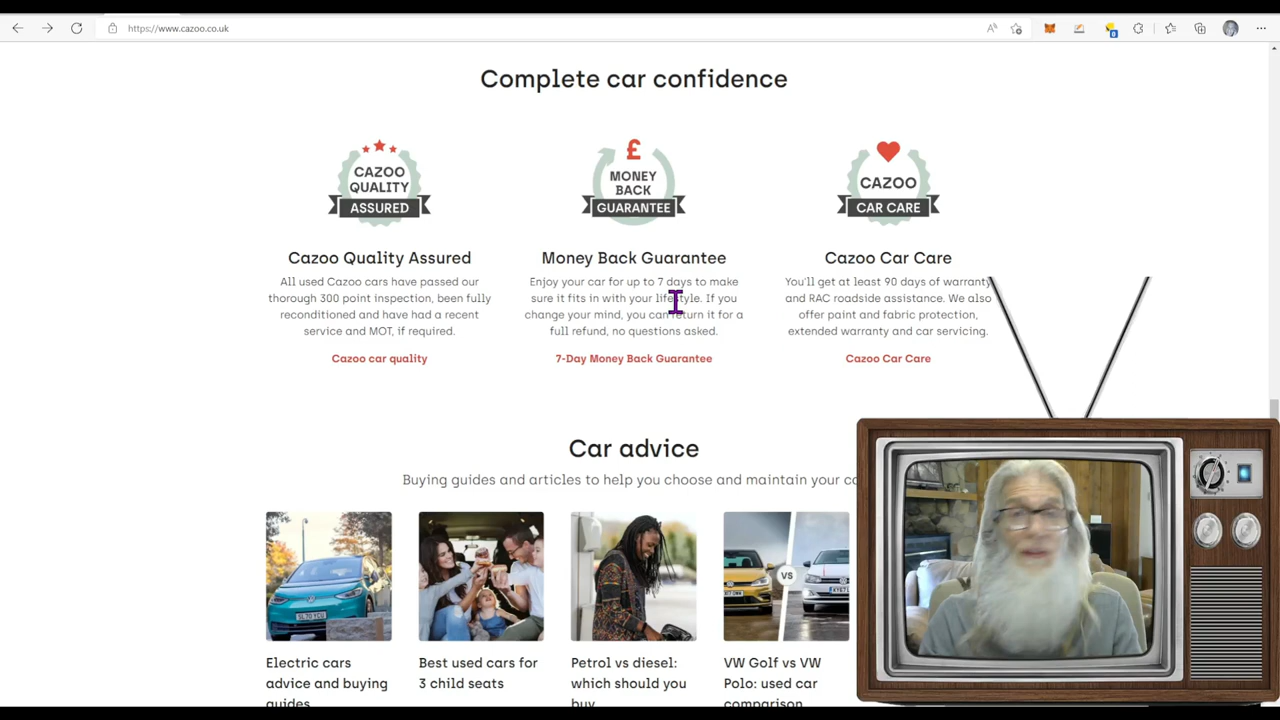 https://www.cazoo.co.uk
Complete car confidence
CAZOO
QUALITY
ASSURED
£
MONEY
BACK
GUARANTEE
CAZOO
CAR CARE
Cazoo Quality Assured
All used Cazoo cars have passed our
thorough 300 point inspection, been fully
reconditioned and have had a recent
service and MOT, if required.
Cazoo car quality
Money Back Guarantee
Enjoy your car for up to 7 days to make
sure it fits in with your lifestyle. If you
change your mind, you can return it for a
full refund, no questions asked.
7-Day Money Back Guarantee
Cazoo Car Care
You'll get at least 90 days of warranty
and RAC roadside assistance. We also
offer paint and fabric protection,
extended warranty and car servicing.
Cazoo Car Care
Car advice
Buying guides and articles to help you choose and maintain your
VS
Electric cars
advice and buying
guides
Best used cars for
3 child seats
Petrol vs diesel:
which should you
buy
VW Golf vs VW
Polo: used car
comparison